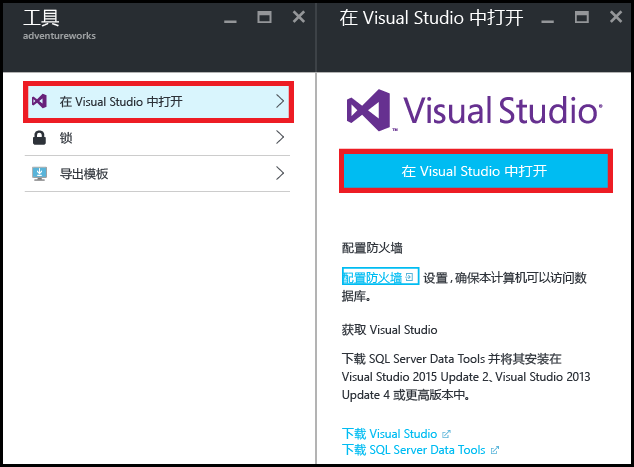 工具
adventureworks
在 Visual Studio 中打开
锁
导出模板
在 Visual Studio 中打开
Visual Studio
在 Visual Studio 中打开
配置防火墙
配置防火墙 设置,确保本计算机可以访问数
据库。
获取 Visual Studio
下载 SQL Server Data Tools 并将其安装在
Visual Studio 2015 Update 2、Visual Studio 2013
Update 4 或更高版本中。
下载 Visual Studio
下载 SQL Server Data Tools